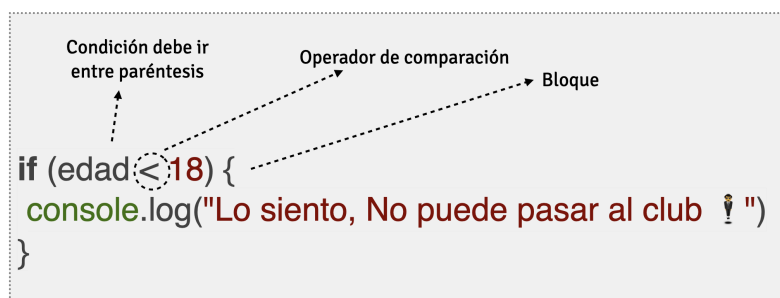 Condición debe ir
entre paréntesis
Operador de comparación
Bloque
if (edad < 18) {
console.log("Lo siento, No puede pasar al club 🕴️")
}